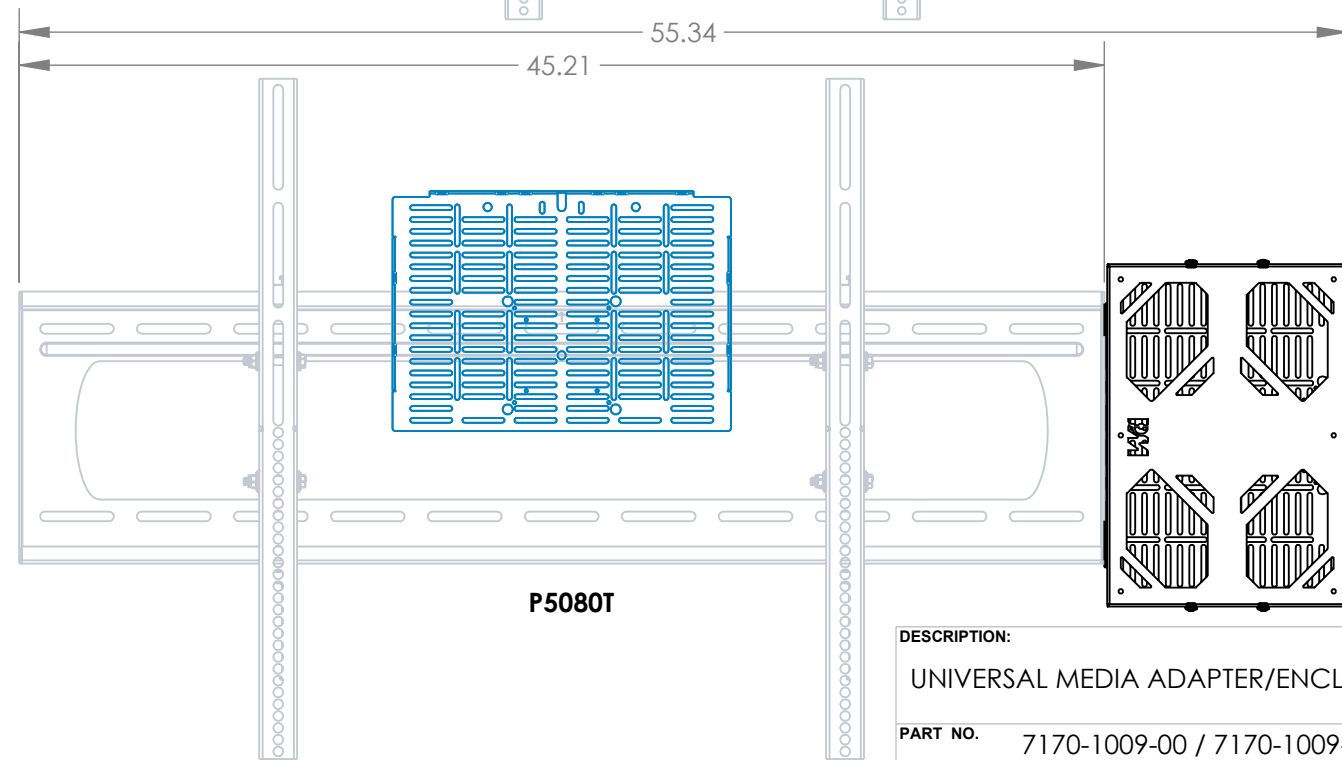 55.34
45.21
P5080T
DESCRIPTION:
UNIVERSAL MEDIA ADAPTER/ENCL
PART NO.
7170-1009-00 / 7170-1009-